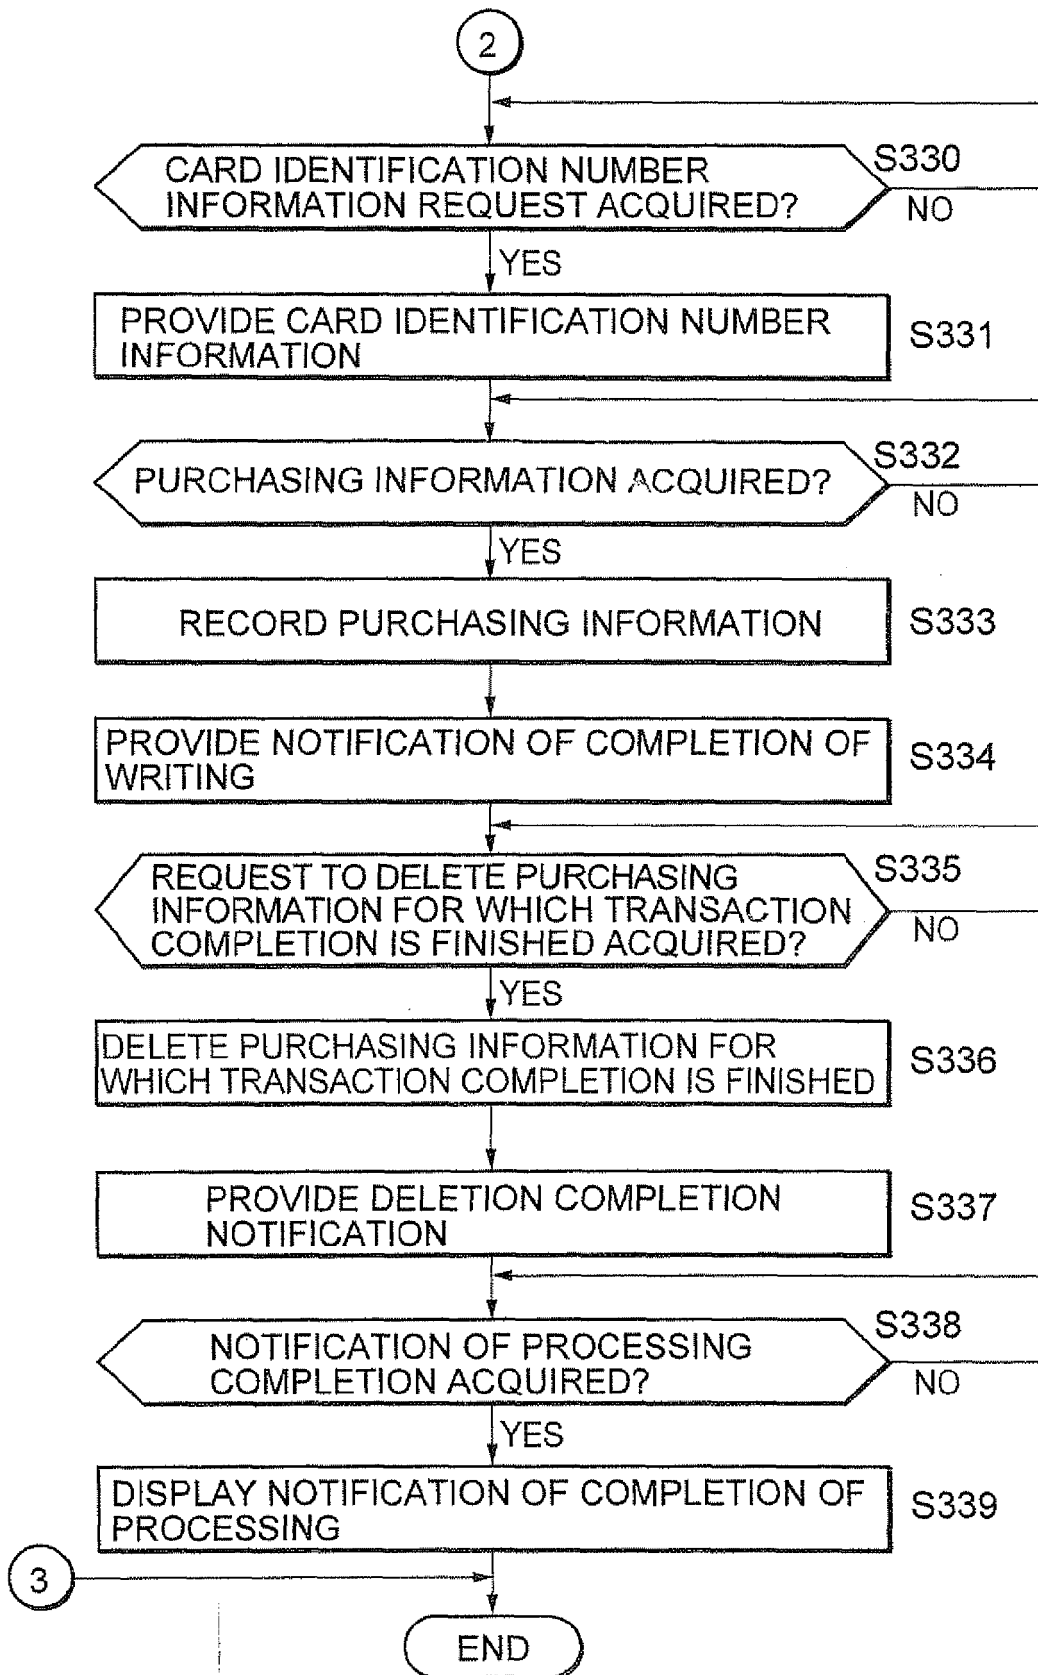 2
CARD IDENTIFICATION NUMBER
INFORMATION REQUEST ACQUIRED?
S330
NO
YES
PROVIDE CARD IDENTIFICATION NUMBER
INFORMATION
S331
PURCHASING INFORMATION ACQUIRED?
S332
NO
YES
RECORD PURCHASING INFORMATION
S333
PROVIDE NOTIFICATION OF COMPLETION OF
WRITING
S334
REQUEST TO DELETE PURCHASING
INFORMATION FOR WHICH TRANSACTION
COMPLETION IS FINISHED ACQUIRED?
S335
NO
YES
DELETE PURCHASING INFORMATION FOR
WHICH TRANSACTION COMPLETION IS FINISHED
S336
PROVIDE DELETION COMPLETION
NOTIFICATION
S337
NOTIFICATION OF PROCESSING
COMPLETION ACQUIRED?
S338
NO
YES
DISPLAY NOTIFICATION OF COMPLETION OF
PROCESSING
S339
3
END